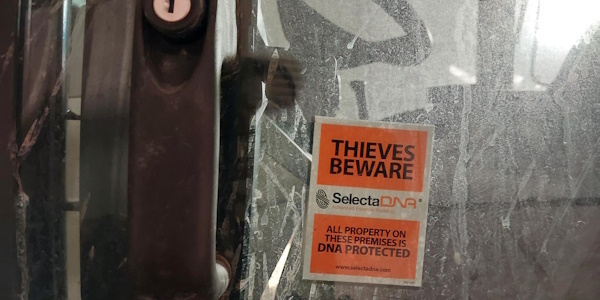 THIEVES
BEWARE
SelectaDNA®
ALL PROPERTY ON
THESE PREMISES IS
DNA PROTECTED
www.selectadna.com